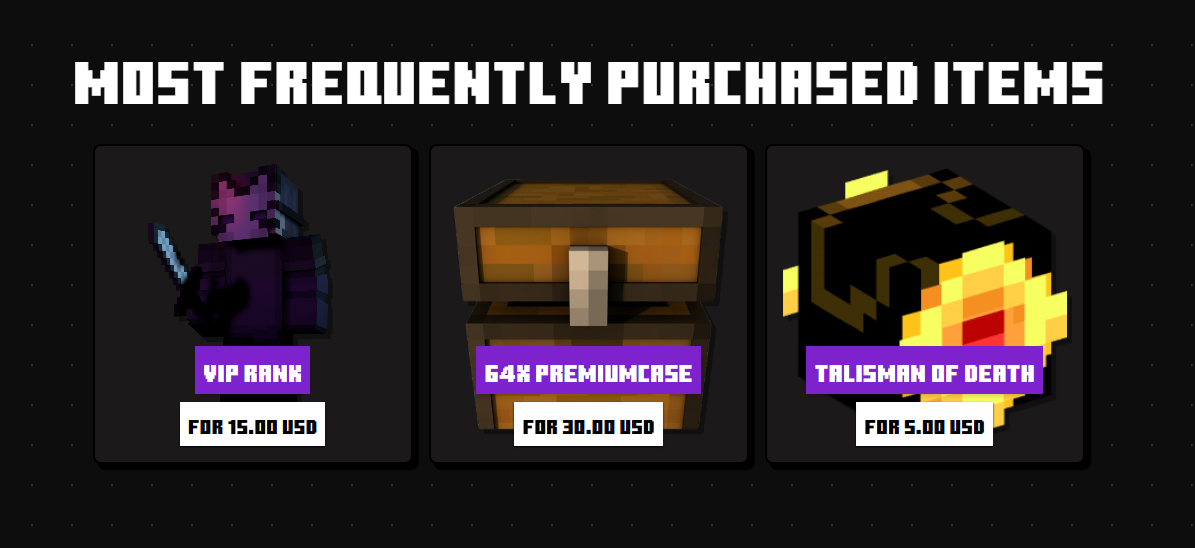 MOST FREQUENTLY PURCHASED ITEMS
VIP RANK
FOR 15.00 USD
64X PREMIUMCASE
FOR 30.00 USD
TALISMAN OF DEATH
FOR 5.00 USD